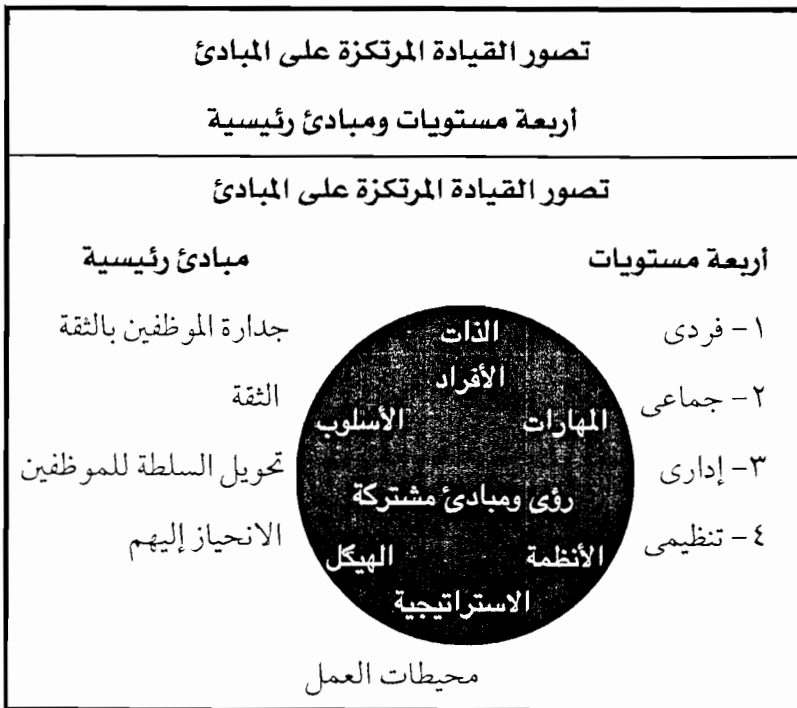 تصور القيادة المرتكزة على المبادئ
أربعة مستويات ومبادئ رئيسية
تصور القيادة المرتكزة على المبادئ
أربعة مستويات
مبادئ رئيسية
١- فردى
الذات
جدارة الموظفين بالثقة
الأفراد
٢- جماعى
المهارات
الأسلوب
الثقة
٣- إدارى
تحويل السلطة للموظفين
رؤى ومبادئ مشتركة
٤- تنظيمى
الأنظمة
الهيكل
الانحياز إليهم
الاستراتيجية
محيطات العمل